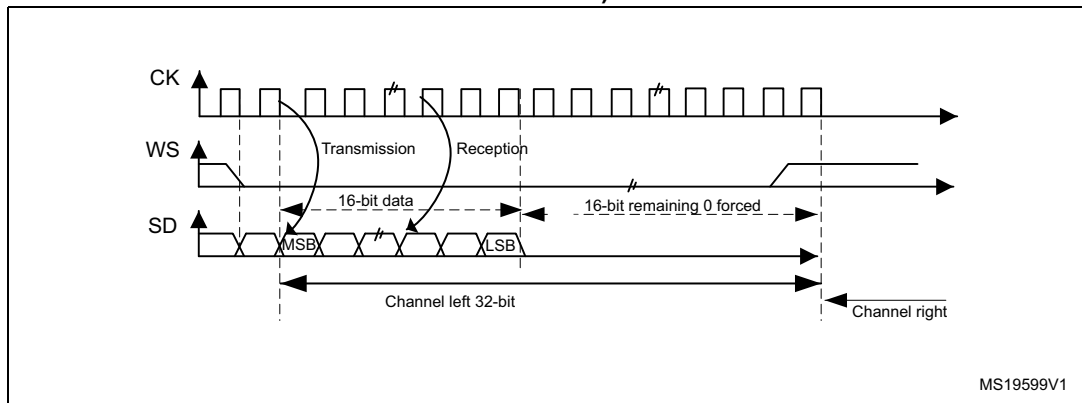 CK
Transmission
Reception
WS
16-bit data
16-bit remaining 0 forced
SD
MSB
LSB
Channel left 32-bit
Channel right
MS19599V1